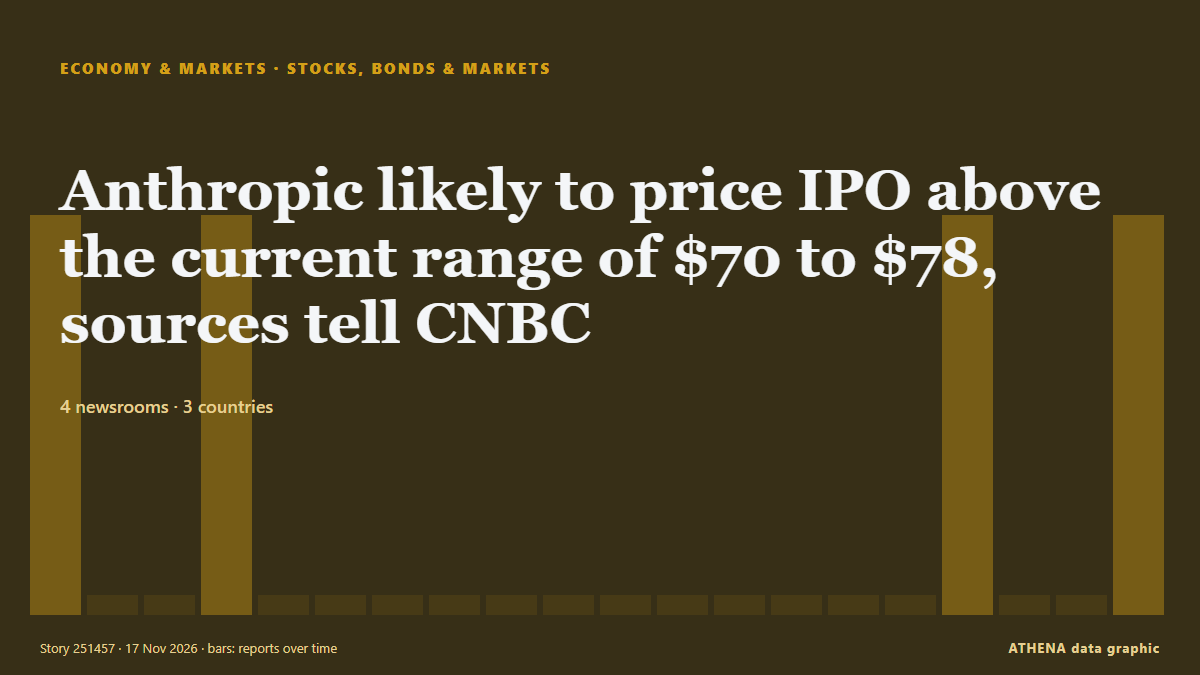 ECONOMY & MARKETS · STOCKS, BONDS & MARKETS
Anthropic likely to price IPO above
the current range of $70 to $78,
sources tell CNBC
4 newsrooms · 3 countries
Story 251457 · 17 Nov 2026 · bars: reports over time
ATHENA data graphic